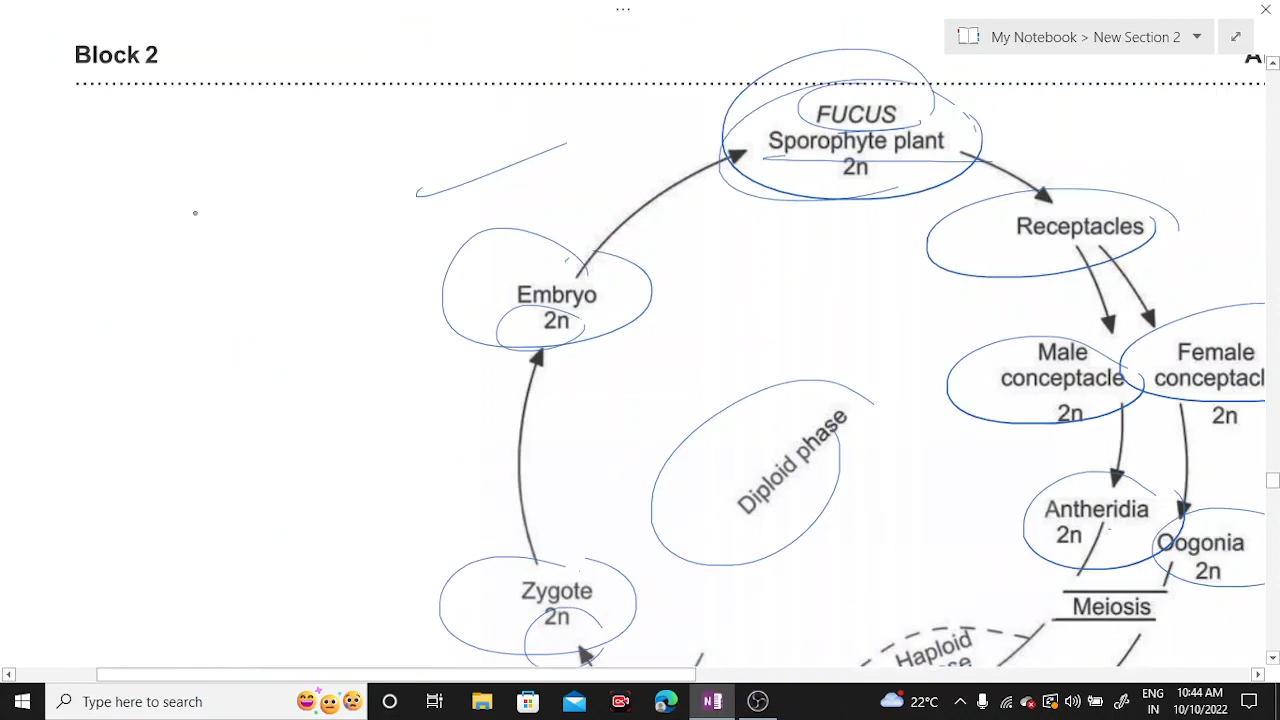 My Notebook > New Section 2
Block 2
FUCUS
Sporophyte plant
2n
Receptacles
Embryo
2n
Male
conceptacle
2n
Female
conceptacl
2n
Diploid phase
Antheridia
2n
Oogonia
2n
Zygote
2n
Meiosis
Haploid
Type here to search
22°C
ENG
IN
10:44 AM
10/10/2022